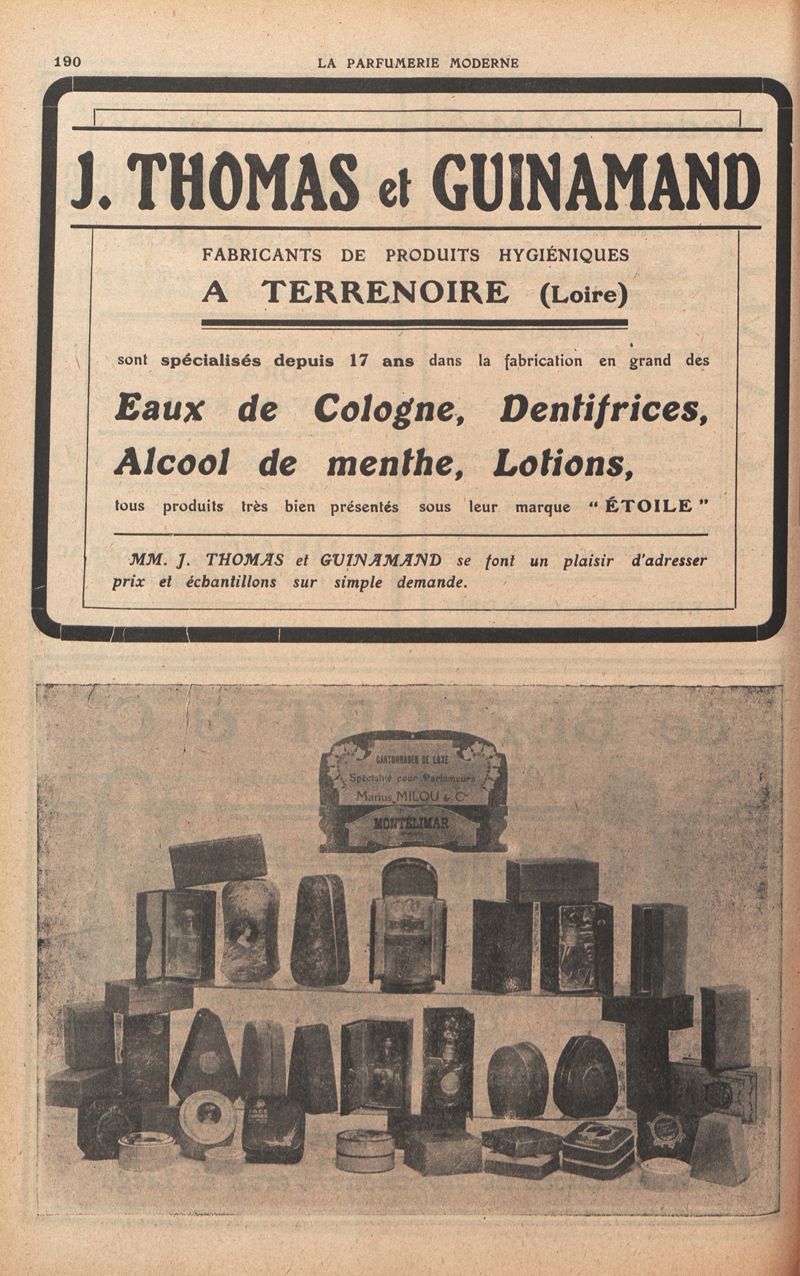 190
LA PARFUMERIE MODERNE
J. THOMAS et GUINAMAND
FABRICANTS DE PRODUITS HYGIÉNIQUES
A TERRENOIRE (Loire)
sont spécialisés depuis 17 ans dans la fabrication en grand des
Eaux de Cologne, Dentifrices,
Alcool de menthe, Lotions,
tous produits très bien présentés sous leur marque “ ÉTOILE ”
MM. J. THOMAS et GUINAMAND se font un plaisir d'adresser
prix et échantillons sur simple demande.
CARTONNAGES DE LUXE
Spécialité pour Parfumeurs
Marius MILOU & Cie
MONTÉLIMAR
FACE